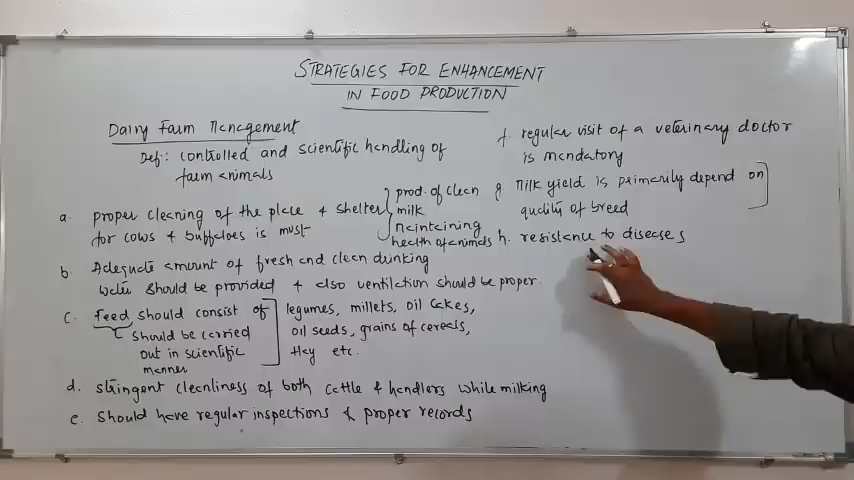 STRATEGIES FOR ENHANCEMENT
IN FOOD PRODUCTION
Dairy Farm Management
Def: controlled and scientific handling of
farm animals
a. proper cleaning of the place & shelter
for cows & buffaloes is must
prod. of clean
milk
Maintaining
health of animals
b. Adequate amount of fresh and clean drinking
water should be provided & also ventilation should be proper.
c. Feed should consist of
should be carried
out in scientific
manner
legumes, millets, oil cakes,
oil seeds, grains of cereals,
Hay etc.
d. stringent cleanliness of both cattle & handlers while milking
e. Should have regular inspections & proper records
f. regular visit of a veterinary doctor
is mandatory
g. Milk yield is primarily depend on
quality of breed
h. resistance to diseases